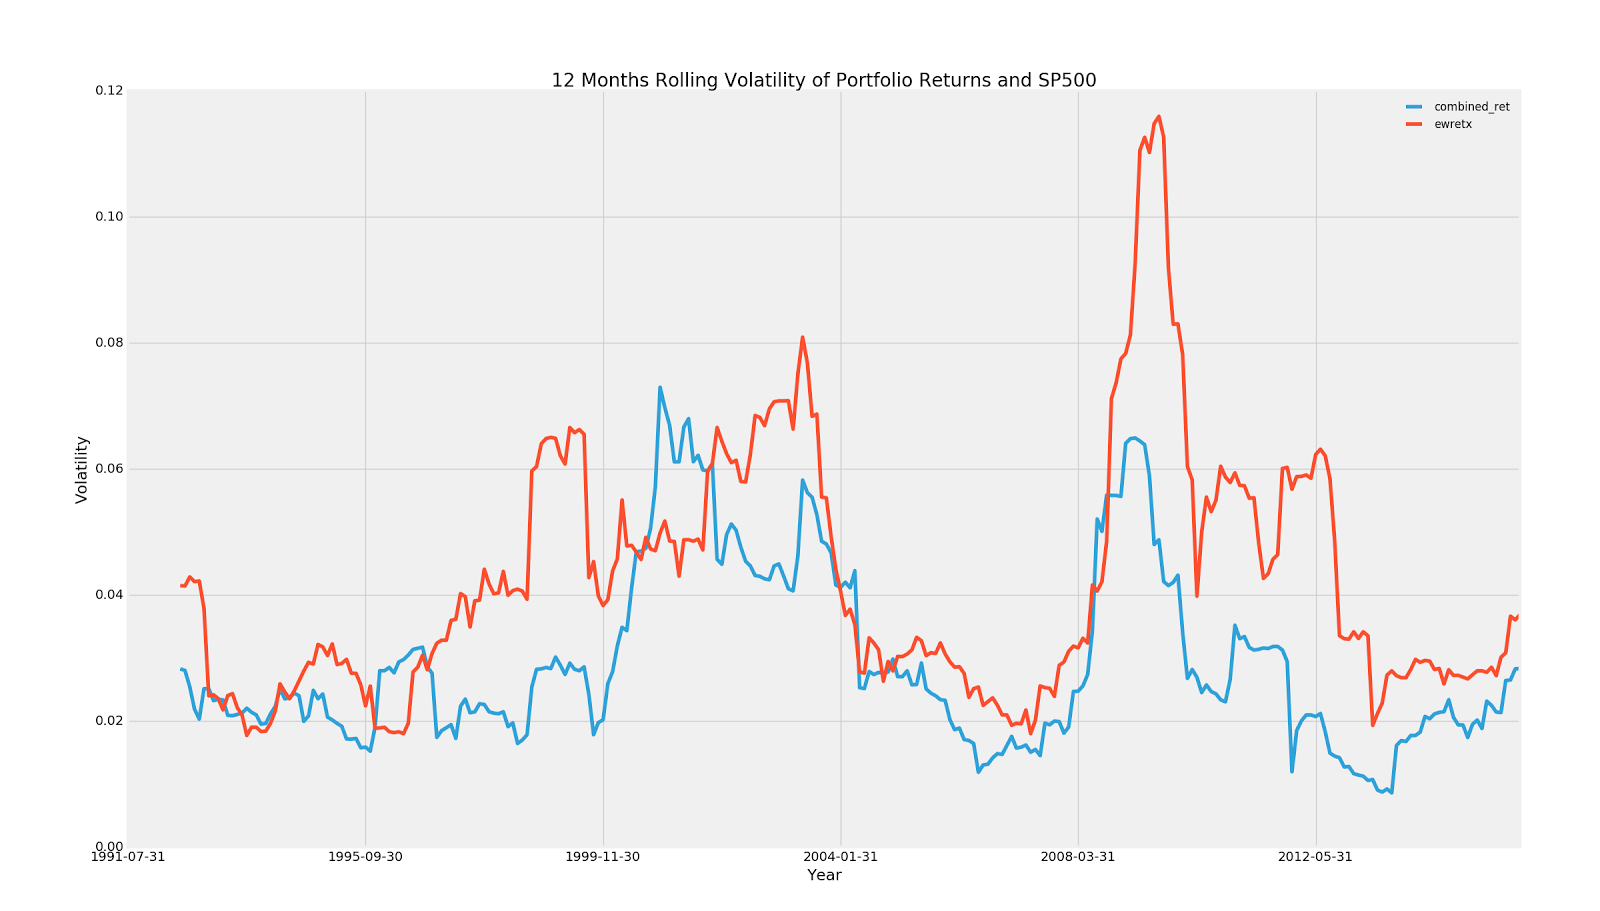 12 Months Rolling Volatility of Portfolio Returns and SP500
combined_ret
ewretx
0.12
0.10
0.08
0.06
0.04
0.02
0.00
Volatility
1991-07-31 1995-09-30 1999-11-30 2004-01-31 2008-03-31 2012-05-31
Year